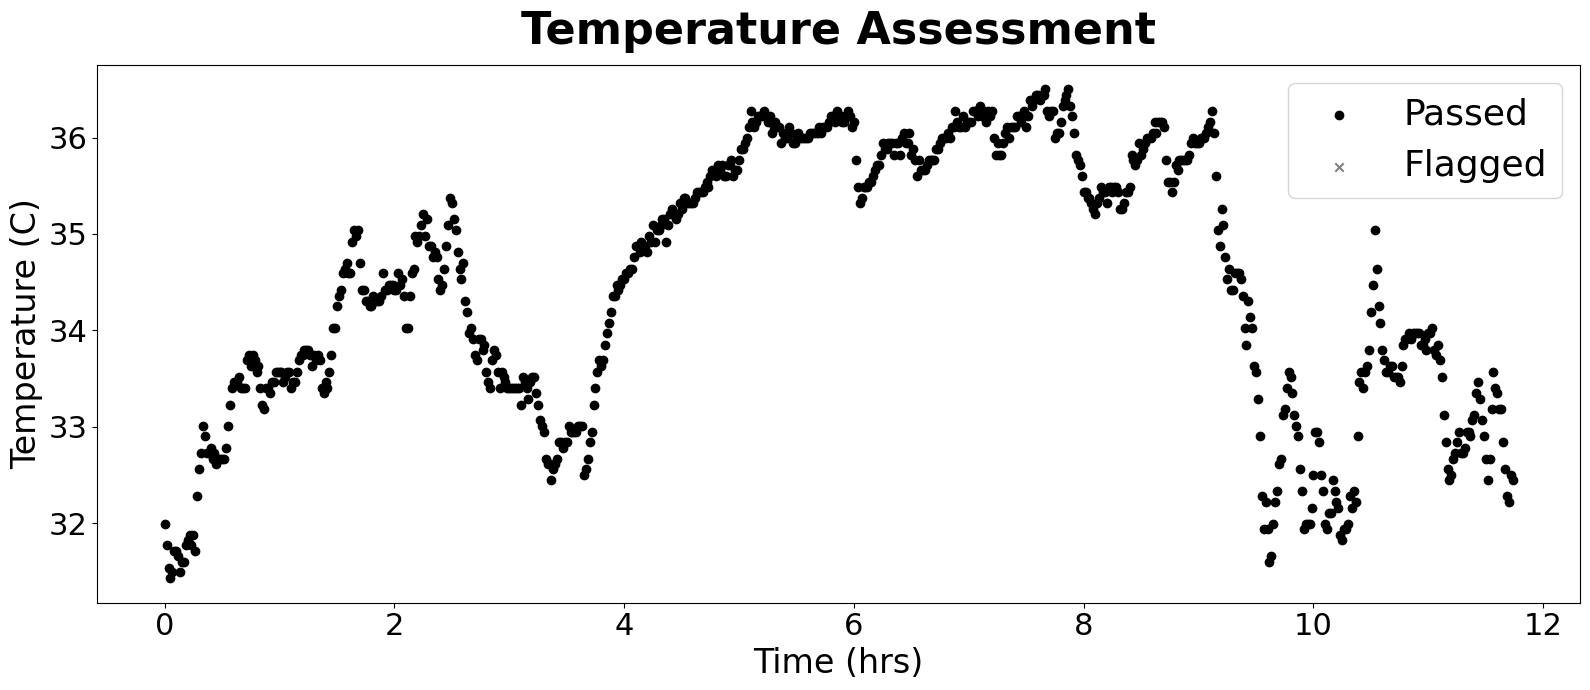 Temperature Assessment
Passed
Flagged
Temperature (C)
36
35
34
33
32
0 2 4 6 8 10 12
Time (hrs)